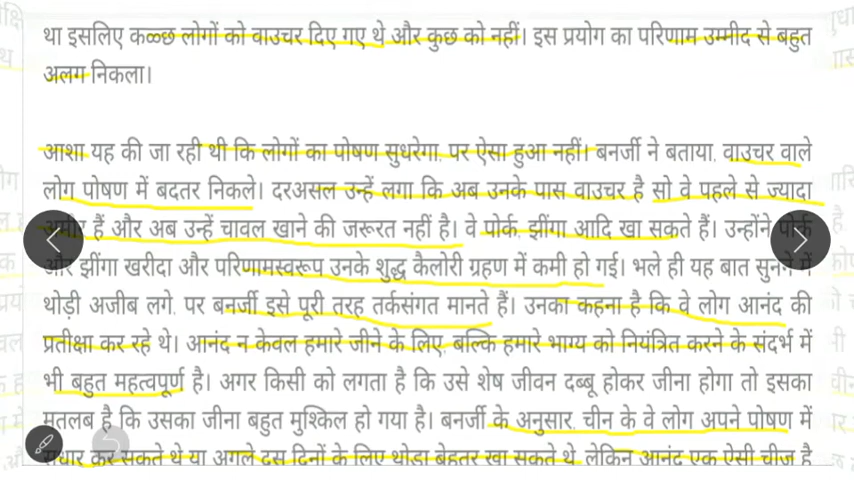 था इसलिए कुछ लोगों को वाउचर दिए गए थे और कुछ को नहीं। इस प्रयोग का परिणाम उम्मीद से बहुत
अलग निकला।
आशा यह की जा रही थी कि लोगों का पोषण सुधरेगा, पर ऐसा हुआ नहीं। बनर्जी ने बताया, वाउचर वाले
लोग पोषण में बदतर निकले। दरअसल उन्हें लगा कि अब उनके पास वाउचर है सो वे पहले से ज्यादा
हैं और अब उन्हें चावल खाने की जरूरत नहीं है। वे पोर्क, झींगा आदि खा सकते हैं। उन्होंने पोर्क
और झींगा खरीदा और परिणामस्वरूप उनके शुद्ध कैलोरी ग्रहण में कमी हो गई। भले ही यह बात सुनने में
थोड़ी अजीब लगे, पर बनर्जी इसे पूरी तरह तर्कसंगत मानते हैं। उनका कहना है कि वे लोग आनंद की
प्रतीक्षा कर रहे थे। आनंद न केवल हमारे जीने के लिए, बल्कि हमारे भाग्य को नियंत्रित करने के संदर्भ में
भी बहुत महत्वपूर्ण है। अगर किसी को लगता है कि उसे शेष जीवन दब्बू होकर जीना होगा तो इसका
मतलब है कि उसका जीना बहुत मुश्किल हो गया है। बनर्जी के अनुसार, चीन के वे लोग अपने पोषण में
सुधार कर सकते थे या अगले दस दिनों के लिए थोड़ा बेहतर खा सकते थे, लेकिन आनंद एक ऐसी चीज है